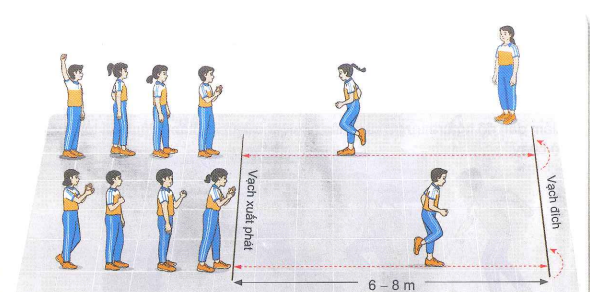 Vạch xuất phát
Vạch đích
6 – 8 m